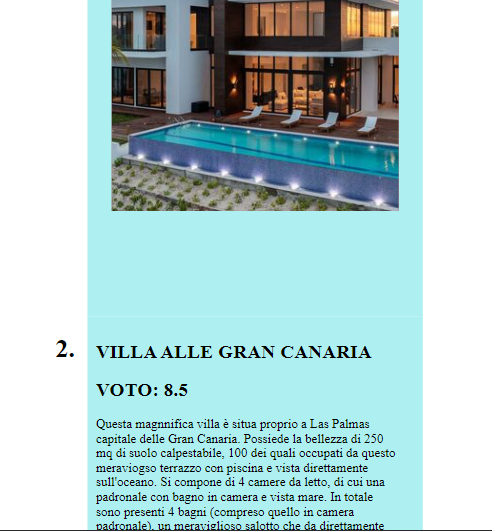 2.
VILLA ALLE GRAN CANARIA
VOTO: 8.5
Questa magnnifica villa è situa proprio a Las Palmas
capitale delle Gran Canaria. Possiede la bellezza di 250
mq di suolo calpestabile, 100 dei quali occupati da questo
meraviogso terrazzo con piscina e vista direttamente
sull'oceano. Si compone di 4 camere da letto, di cui una
padronale con bagno in camera e vista mare. In totale
sono presenti 4 bagni (compreso quello in camera
padronale), un meraviglioso salotto che da direttamente